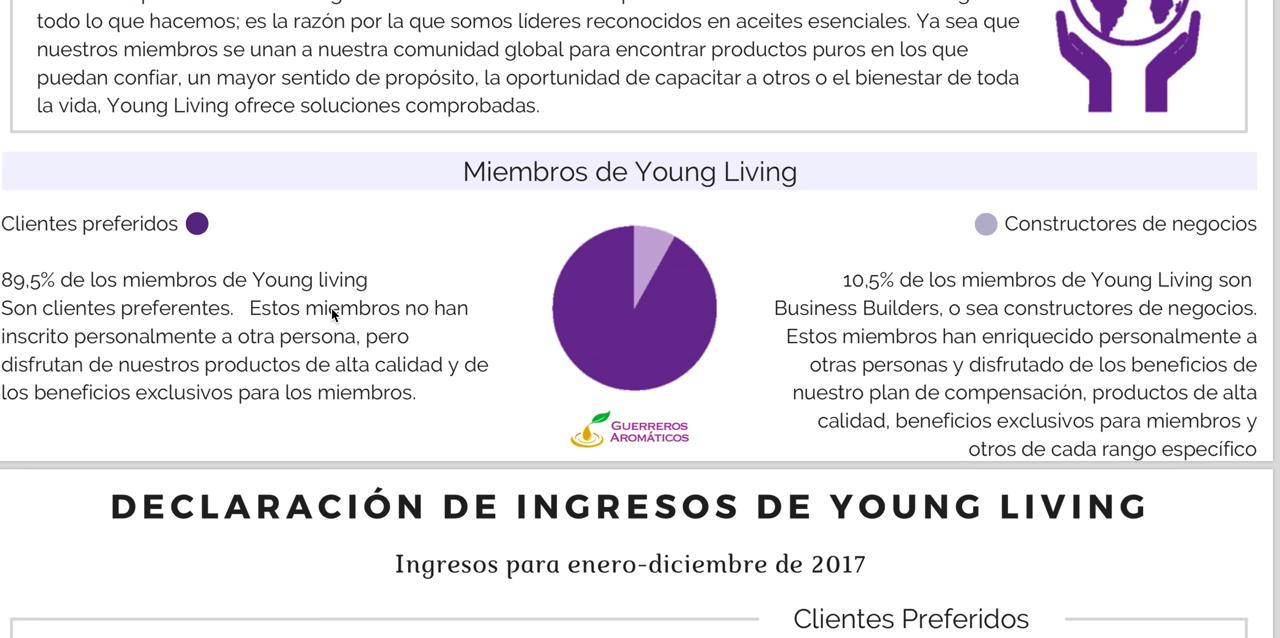 todo lo que hacemos; es la razón por la que somos líderes reconocidos en aceites esenciales. Ya sea que
nuestros miembros se unan a nuestra comunidad global para encontrar productos puros en los que
puedan confiar, un mayor sentido de propósito, la oportunidad de capacitar a otros o el bienestar de toda
la vida, Young Living ofrece soluciones comprobadas.
Miembros de Young Living
Clientes preferidos
89,5% de los miembros de Young living
Son clientes preferentes. Estos miembros no han
inscrito personalmente a otra persona, pero
disfrutan de nuestros productos de alta calidad y de
los beneficios exclusivos para los miembros.
Constructores de negocios
10,5% de los miembros de Young Living son
Business Builders, o sea constructores de negocios.
Estos miembros han enriquecido personalmente a
otras personas y disfrutado de los beneficios de
nuestro plan de compensación, productos de alta
calidad, beneficios exclusivos para miembros y
otros de cada rango específico
GUERREROS
AROMÁTICOS
DECLARACIÓN DE INGRESOS DE YOUNG LIVING
Ingresos para enero-diciembre de 2017
Clientes Preferidos